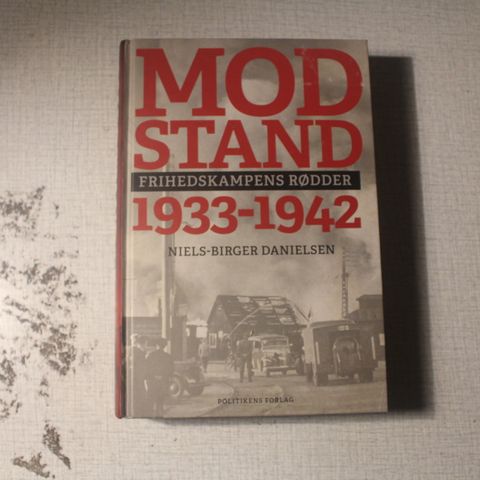 MOD
STAND
FRIHEDSKAMPENS RØDDER
1933-1942
NIELS-BIRGER DANIELSEN
POLITIKENS FORLAG